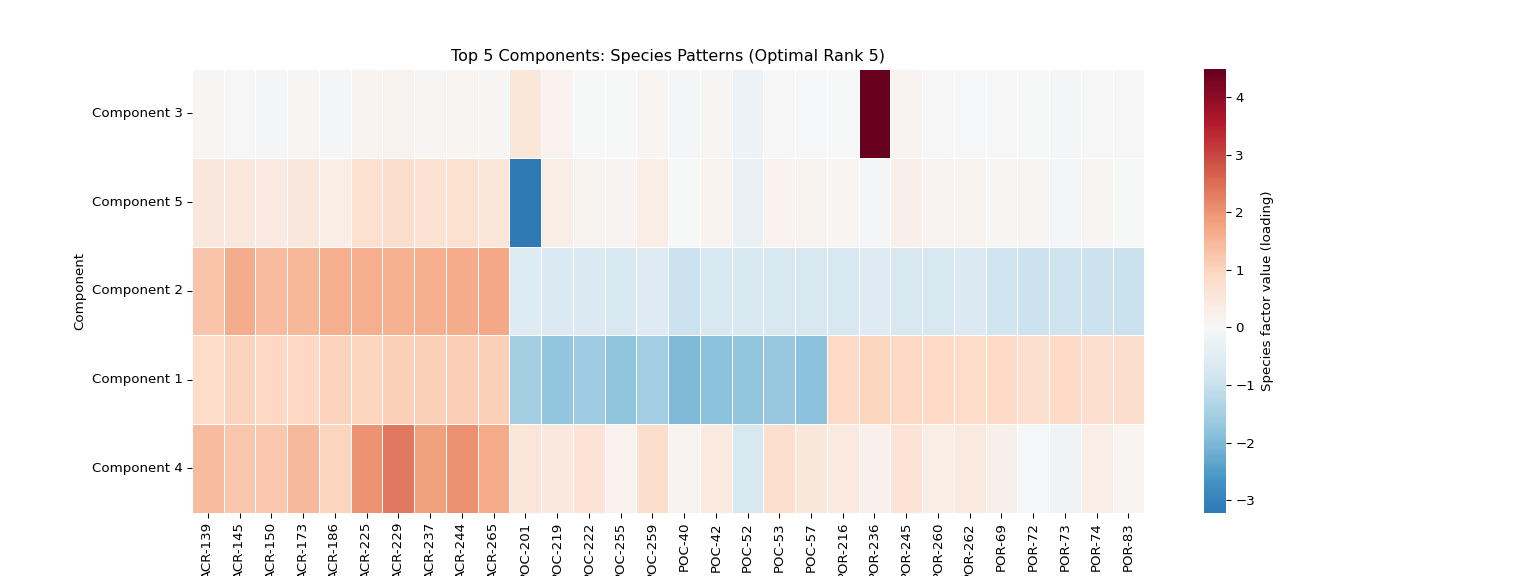 Top 5 Components: Species Patterns (Optimal Rank 5)
Component 3
Component 5
Component 2
Component 1
Component 4
Component
ACR-139
ACR-145
ACR-150
ACR-173
ACR-186
ACR-225
ACR-229
ACR-237
ACR-244
ACR-265
POC-201
POC-219
POC-222
POC-255
POC-259
POC-40
POC-42
POC-52
POC-53
POC-57
POR-216
POR-236
POR-245
POR-260
POR-262
POR-69
POR-72
POR-73
POR-74
POR-83
4
3
2
1
0
−1
−2
−3
Species factor value (loading)